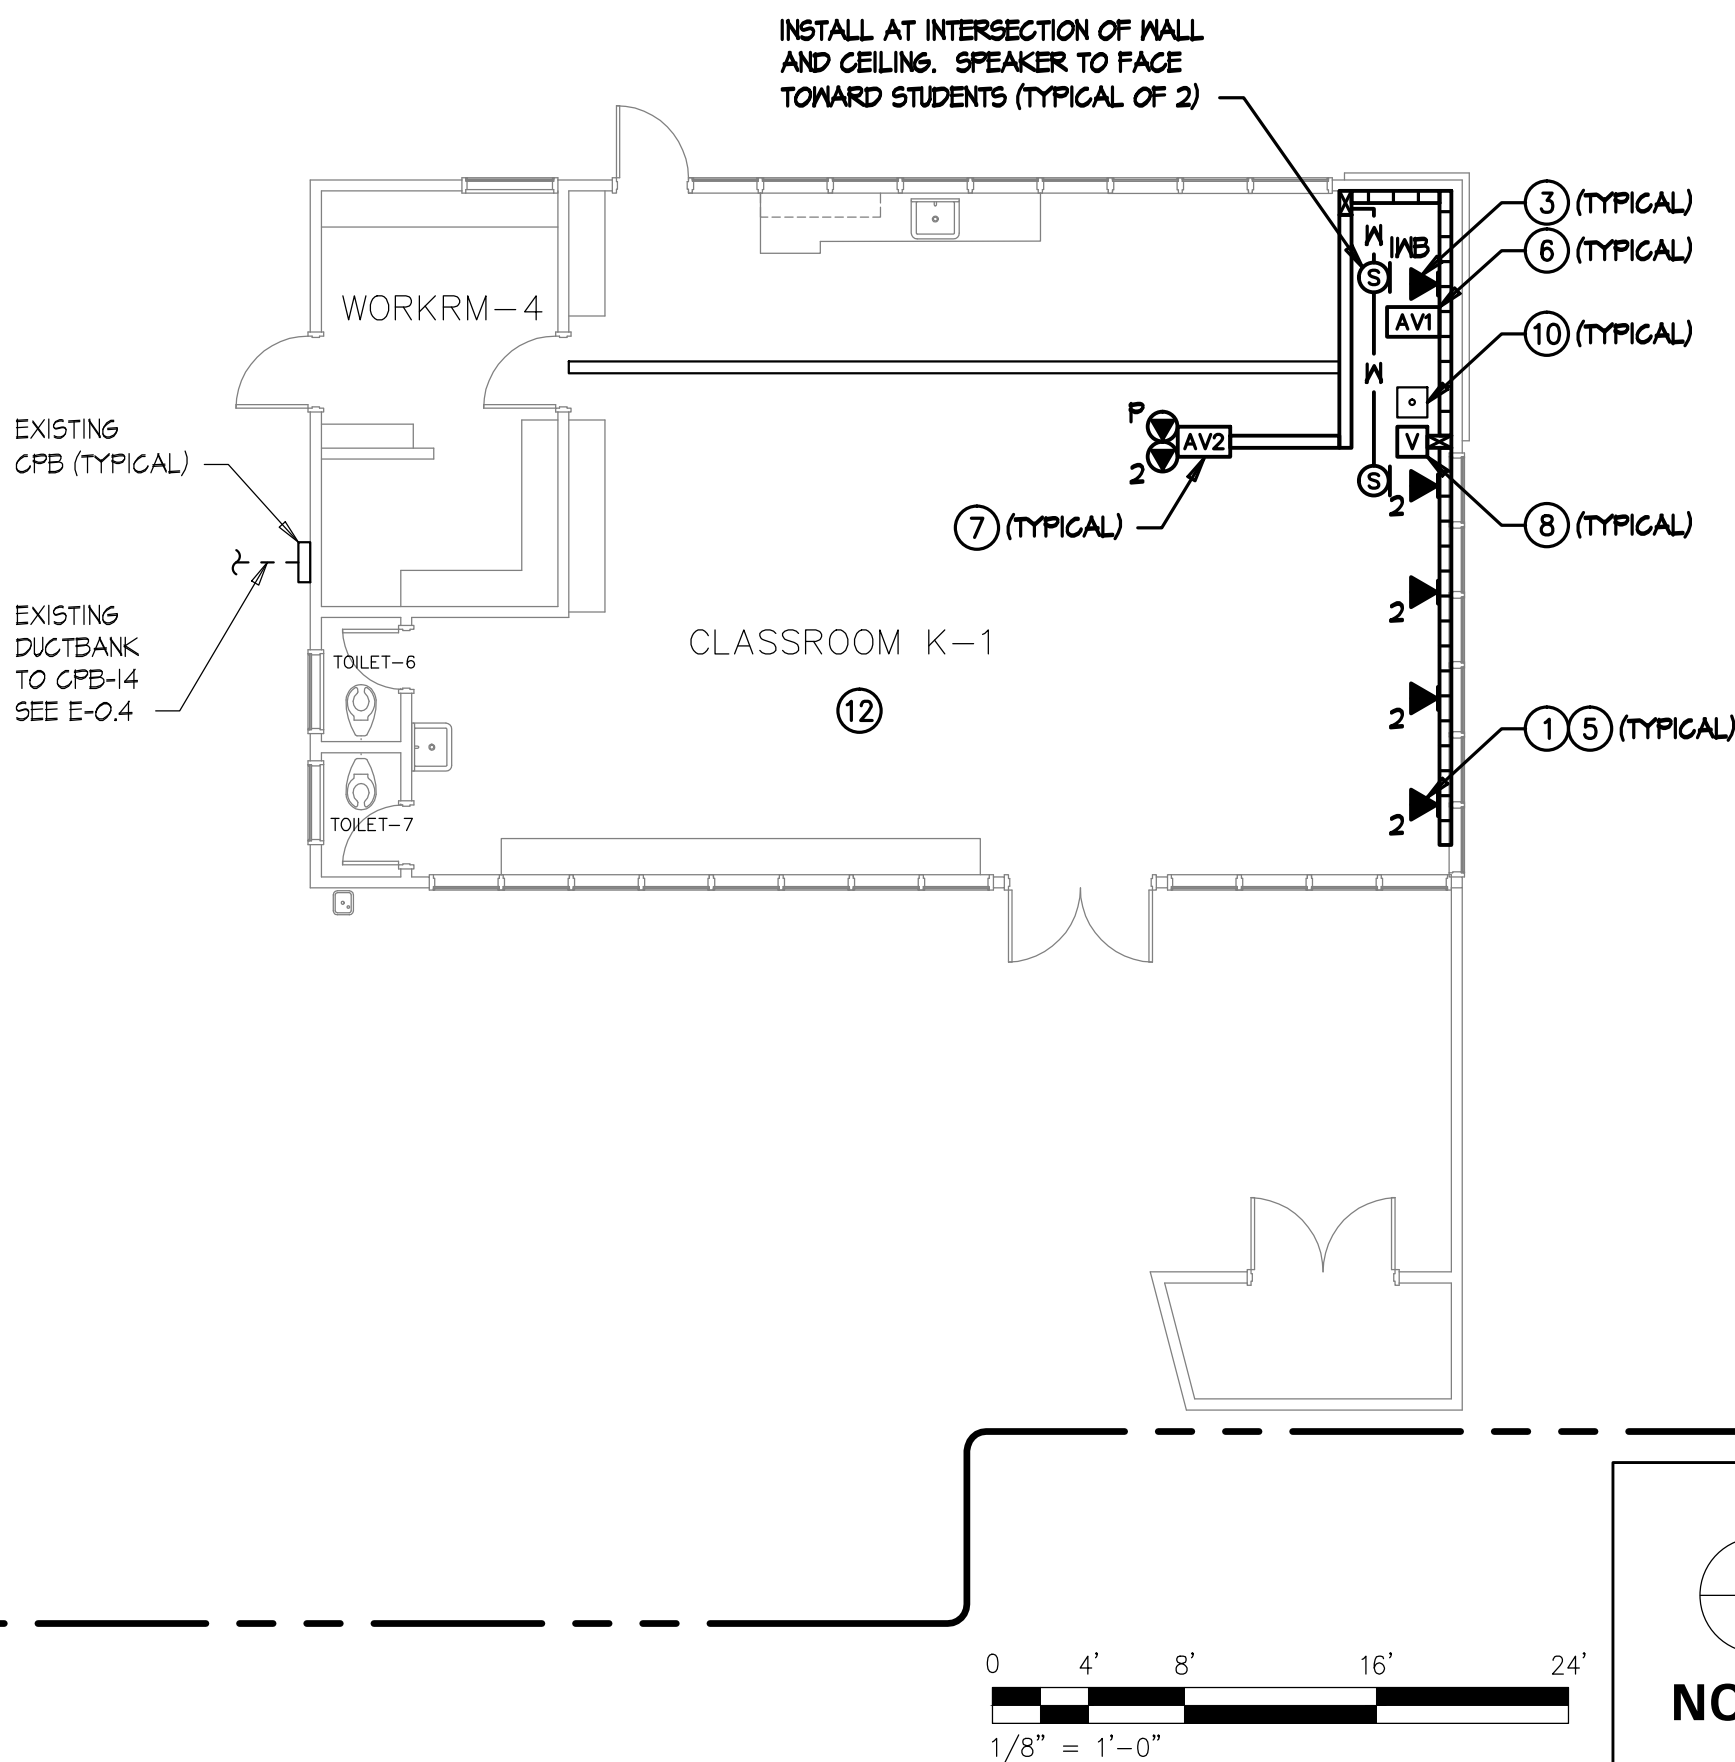 INSTALL AT INTERSECTION OF WALL
AND CEILING. SPEAKER TO FACE
TOWARD STUDENTS (TYPICAL OF 2)
3 (TYPICAL)
W
IWB
6 (TYPICAL)
S
WORKRM-4
AV1
10 (TYPICAL)
W
P
EXISTING
CPB (TYPICAL)
AV2
V
2
S
2
7 (TYPICAL)
8 (TYPICAL)
EXISTING
DUCTBANK
TO CPB-14
SEE E-0.4
2
CLASSROOM K-1
TOILET-6
12
2
1 5 (TYPICAL)
TOILET-7
2
0 4' 8' 16' 24'
1/8" = 1'-0"